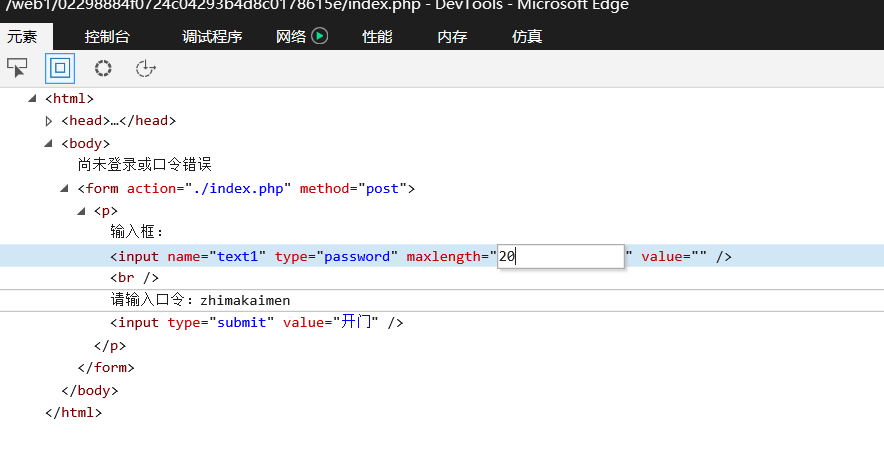 /web1/02298884f0724c04293b4d8c0178615e/index.php - DevTools - Microsoft Edge
元素 控制台 调试程序 网络 性能 内存 仿真
<html>
<head>…</head>
<body>
尚未登录或口令错误
<form action="./index.php" method="post">
<p>
输入框：
<input name="text1" type="password" maxlength="20" value="" />
<br />
请输入口令：zhimakaimen
<input type="submit" value="开门" />
</p>
</form>
</body>
</html>